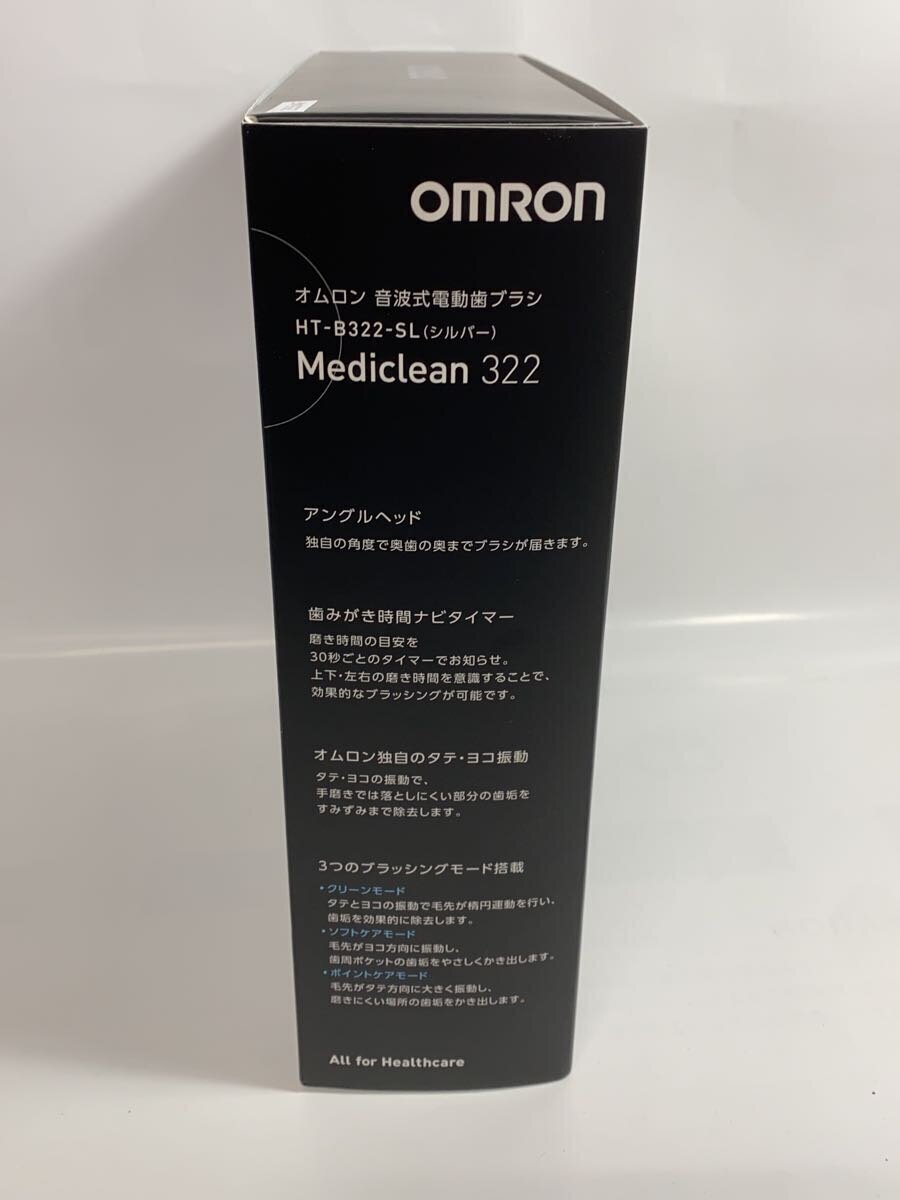 OMRON
オムロン 音波式電動歯ブラシ
HT-B322-SL(シルバー)
Mediclean 322
アングルヘッド
独自の角度で奥歯の奥までブラシが届きます。
歯みがき時間ナビタイマー
磨き時間の目安を
30秒ごとのタイマーでお知らせ。
上下・左右の磨き時間を意識することで、
効果的なブラッシングが可能です。
オムロン独自のタテ・ヨコ振動
タテ・ヨコの振動で、
手磨きでは落としにくい部分の歯垢を
すみずみまで除去します。
3つのブラッシングモード搭載
・クリーンモード
タテとヨコの振動で毛先が楕円運動を行い、
歯垢を効果的に除去します。
・ソフトケアモード
毛先がヨコ方向に振動し、
歯周ポケットの歯垢をやさしくかき出します。
・ポイントケアモード
毛先がタテ方向に大きく振動し、
磨きにくい場所の歯垢をかき出します。
All for Healthcare